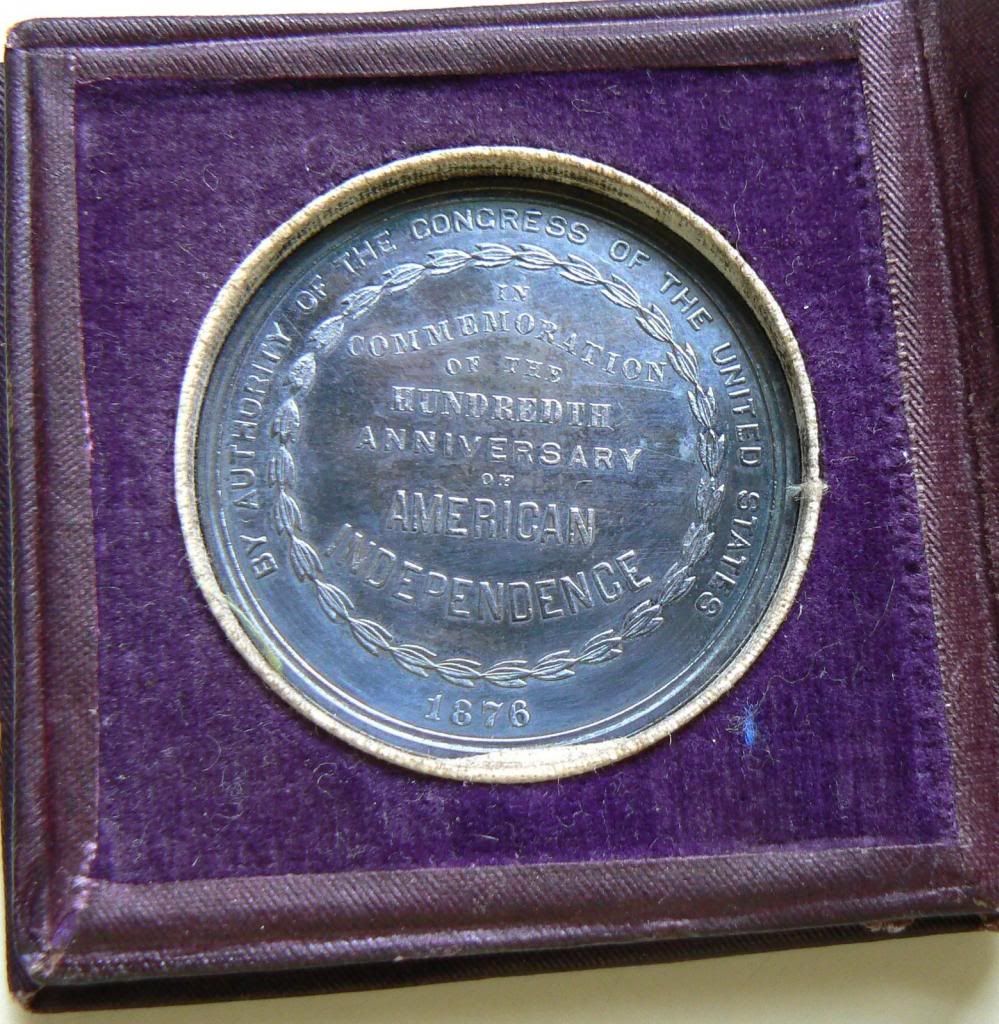 BY AUTHORITY OF THE CONGRESS OF THE UNITED STATES
IN
COMMEMORATION
OF THE
HUNDREDTH
ANNIVERSARY
OF
AMERICAN
INDEPENDENCE
1876